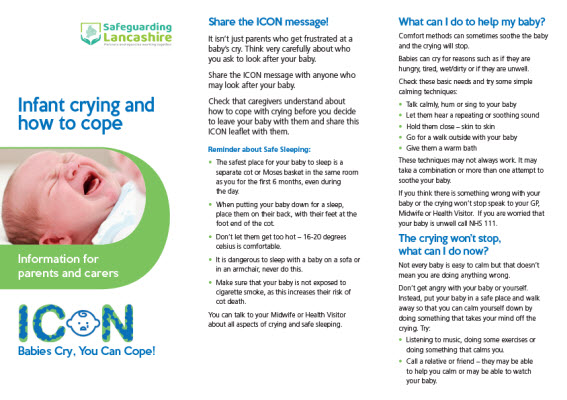 Safeguarding
Lancashire
Infant crying and
how to cope
Information for
parents and carers
ICON
Babies Cry, You Can Cope!
Share the ICON message!
It isn't just parents who get frustrated at a
baby's cry. Think very carefully about who
you ask to look after your baby.
Share the ICON message with anyone who
may look after your baby.
Check that caregivers understand about
how to cope with crying before you decide
to leave your baby with them and share this
ICON leaflet with them.
Reminder about Safe Sleeping:
• The safest place for your baby to sleep is a
separate cot or Moses basket in the same room
as you for the first 6 months, even during
the day.
• When putting your baby down for a sleep,
place them on their back, with their feet at the
foot end of the cot.
• Don't let them get too hot – 16-20 degrees
celsius is comfortable.
• It is dangerous to sleep with a baby on a sofa or
in an armchair, never do this.
• Make sure that your baby is not exposed to
cigarette smoke, as this increases their risk of
cot death.
You can talk to your Midwife or Health Visitor
about all aspects of crying and safe sleeping.
What can I do to help my baby?
Comfort methods can sometimes soothe the baby
and the crying will stop.
Babies can cry for reasons such as if they are
hungry, tired, wet/dirty or if they are unwell.
Check these basic needs and try some simple
calming techniques:
• Talk calmly, hum or sing to your baby
• Let them hear a repeating or soothing sound
• Hold them close – skin to skin
• Go for a walk outside with your baby
• Give them a warm bath
These techniques may not always work. It may
take a combination or more than one attempt to
soothe your baby.
If you think there is something wrong with your
baby or the crying won't stop speak to your GP,
Midwife or Health Visitor. If you are worried that
your baby is unwell call NHS 111.
The crying won't stop,
what can I do now?
Not every baby is easy to calm but that doesn't
mean you are doing anything wrong.
Don't get angry with your baby or yourself.
Instead, put your baby in a safe place and walk
away so that you can calm yourself down by
doing something that takes your mind off the
crying. Try:
• Listening to music, doing some exercises or
doing something that calms you.
• Call a relative or friend – they may be able
to help you calm or may be able to watch
your baby.